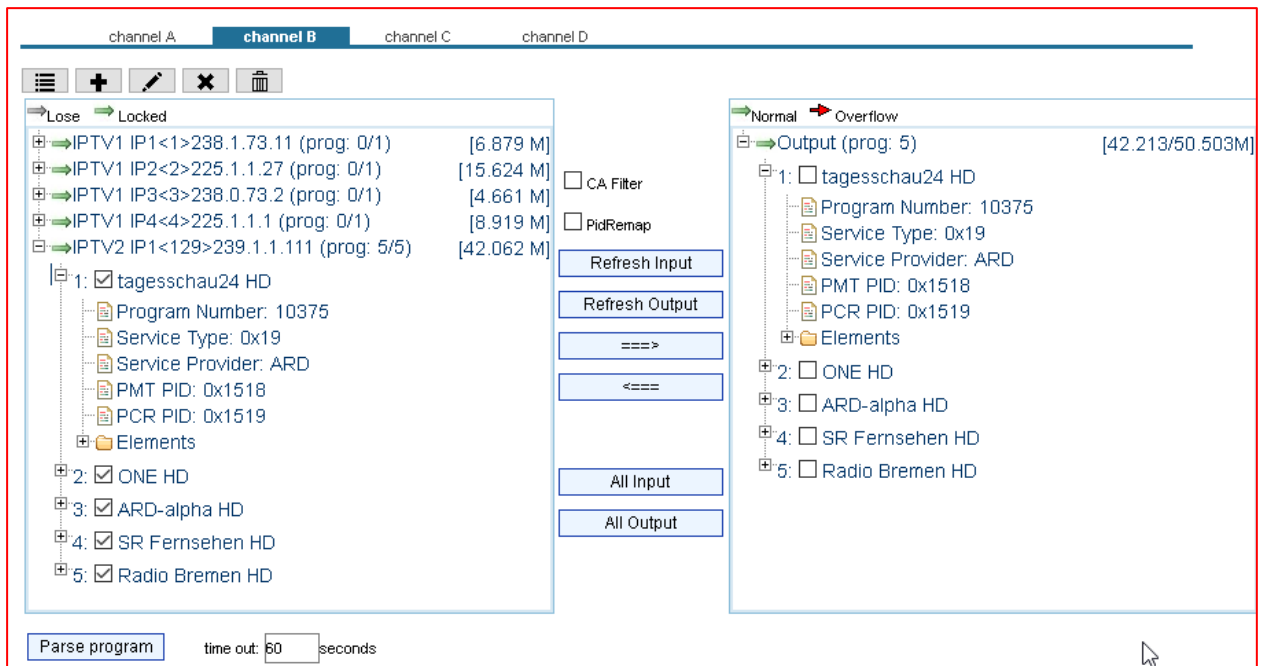 channel A channel B channel C channel D
Lose Locked
IPTV1 IP1<1>238.1.73.11 (prog: 0/1) [6.879 M]
IPTV1 IP2<2>225.1.1.27 (prog: 0/1) [15.624 M]
IPTV1 IP3<3>238.0.73.2 (prog: 0/1) [4.661 M]
IPTV1 IP4<4>225.1.1.1 (prog: 0/1) [8.919 M]
IPTV2 IP1<129>239.1.1.111 (prog: 5/5) [42.062 M]
1: tagesschau24 HD
Program Number: 10375
Service Type: 0x19
Service Provider: ARD
PMT PID: 0x1518
PCR PID: 0x1519
Elements
2: ONE HD
3: ARD-alpha HD
4: SR Fernsehen HD
5: Radio Bremen HD
CA Filter
PidRemap
Refresh Input
Refresh Output
===>
<===
All Input
All Output
Normal Overflow
Output (prog: 5) [42.213/50.503M]
1: tagesschau24 HD
Program Number: 10375
Service Type: 0x19
Service Provider: ARD
PMT PID: 0x1518
PCR PID: 0x1519
Elements
2: ONE HD
3: ARD-alpha HD
4: SR Fernsehen HD
5: Radio Bremen HD
Parse program time out: 60 seconds